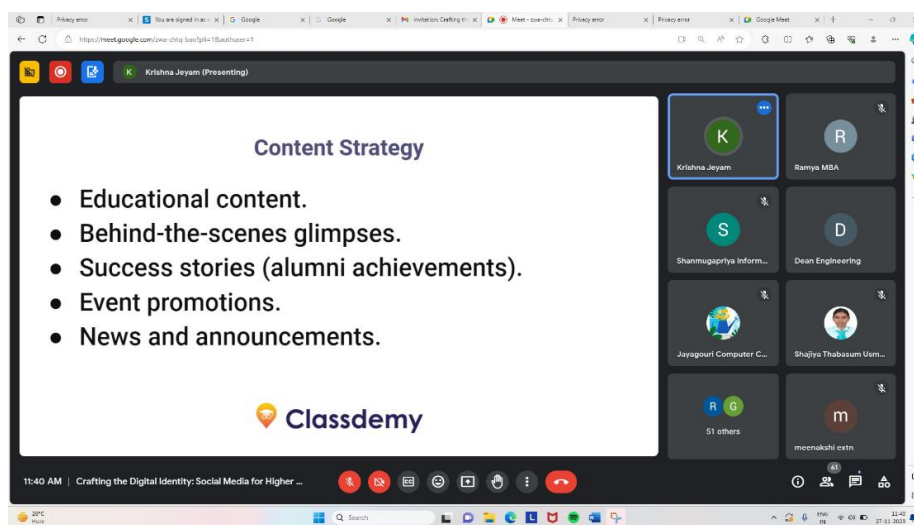 Privacy error
You are signed in as
Google
Google
Invitation: Crafting th
Meet - zwa-chtq-
Privacy error
Privacy error
Google Meet
https://meet.google.com/zwa-chtq-bao?pli=1&authuser=1
K Krishna Jeyam (Presenting)
Content Strategy
● Educational content.
● Behind-the-scenes glimpses.
● Success stories (alumni achievements).
● Event promotions.
● News and announcements.
Classdemy
K
Krishna Jeyam
R
Ramya MBA
S
Shanmugapriya Inform...
D
Dean Engineering
Jayagouri Computer C...
Shajiya Thabasum Usm...
R G
51 others
m
meenakshi extn
11:40 AM | Crafting the Digital Identity: Social Media for Higher ...
61
20°C
Haze
Search
ENG
IN
11:40
27-11-2023